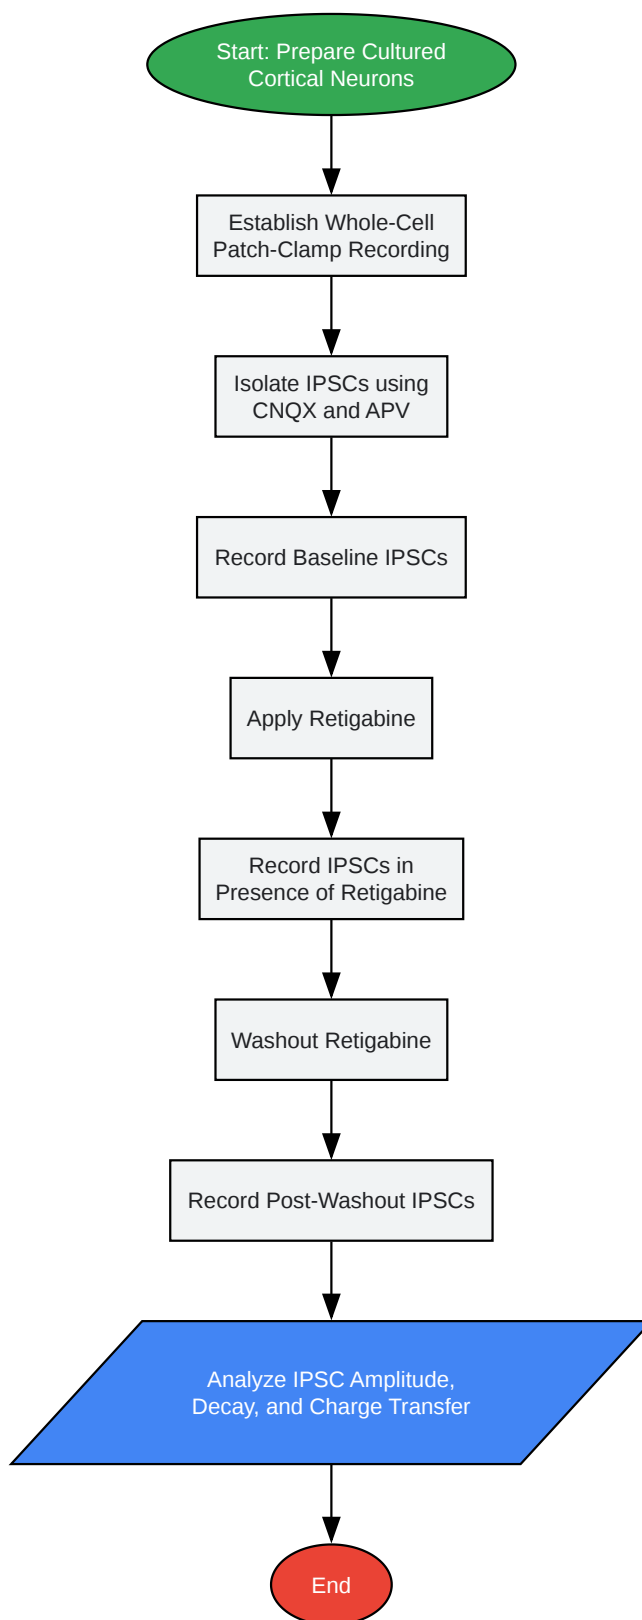 Start: Prepare Cultured
Cortical Neurons
Establish Whole-Cell
Patch-Clamp Recording
Isolate IPSCs using
CNQX and APV
Record Baseline IPSCs
Apply Retigabine
Record IPSCs in
Presence of Retigabine
Washout Retigabine
Record Post-Washout IPSCs
Analyze IPSC Amplitude,
Decay, and Charge Transfer
End